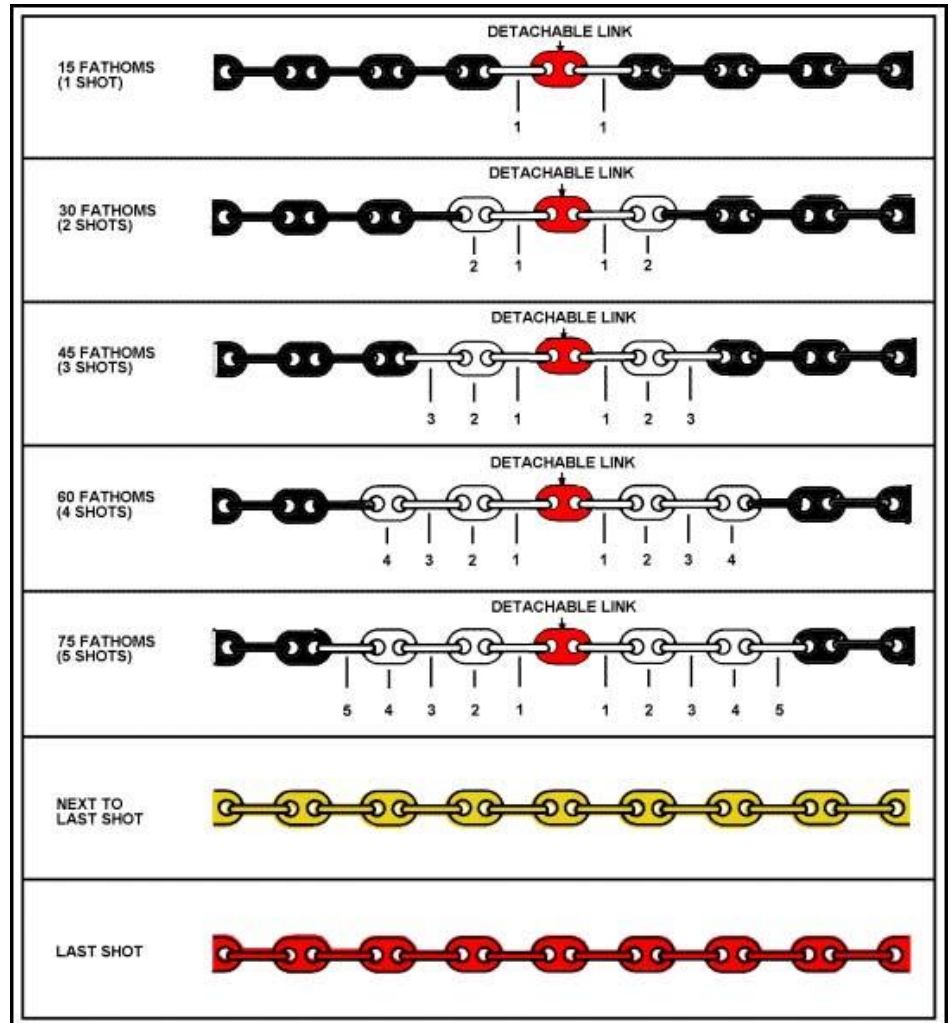 DETACHABLE LINK
15 FATHOMS
(1 SHOT)
1 1
DETACHABLE LINK
30 FATHOMS
(2 SHOTS)
2 1 1 2
DETACHABLE LINK
45 FATHOMS
(3 SHOTS)
3 2 1 1 2 3
DETACHABLE LINK
60 FATHOMS
(4 SHOTS)
4 3 2 1 1 2 3 4
DETACHABLE LINK
75 FATHOMS
(5 SHOTS)
5 4 3 2 1 1 2 3 4 5
NEXT TO
LAST SHOT
LAST SHOT